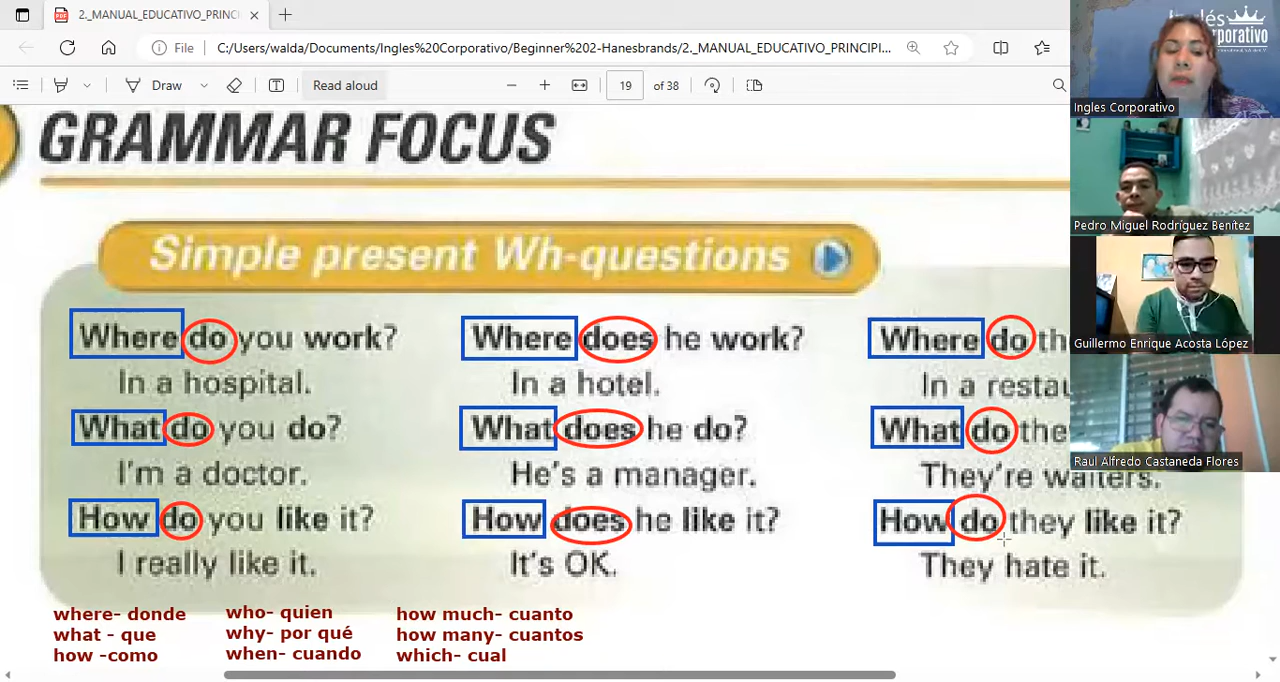 2._MANUAL_EDUCATIVO_PRINCI
File C:/Users/walda/Documents/Ingles%20Corporativo/Beginner%202-Hanesbrands/2._MANUAL_EDUCATIVO_PRINCIPI...
Draw Read aloud 19 of 38
GRAMMAR FOCUS
Simple present Wh-questions
Where do you work? Where does he work? Where do
In a hospital. In a hotel. In a
What do you do? What does he do? What do
I'm a doctor. He's a manager. They're waiters.
How do you like it? How does he like it? How do they like it?
I really like it. It's OK. They hate it.
where- donde who- quien how much- cuanto
what - que why- por qué how many- cuantos
how -como when- cuando which- cual
Ingles Corporativo
Pedro Miguel Rodríguez Benítez
Guillermo Enrique Acosta López
Raul Alfredo Castaneda Flores